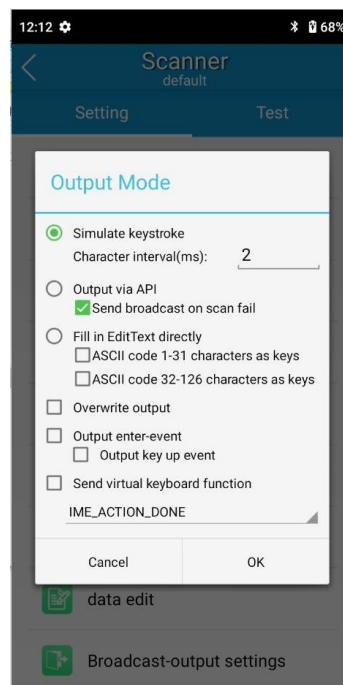 12:12
68%
Scanner
default
Setting
Test
Output Mode
Simulate keystroke
Character interval(ms): 2
Output via API
Send broadcast on scan fail
Fill in EditText directly
ASCII code 1-31 characters as keys
ASCII code 32-126 characters as keys
Overwrite output
Output enter-event
Output key up event
Send virtual keyboard function
IME_ACTION_DONE
Cancel
OK
data edit
Broadcast-output settings